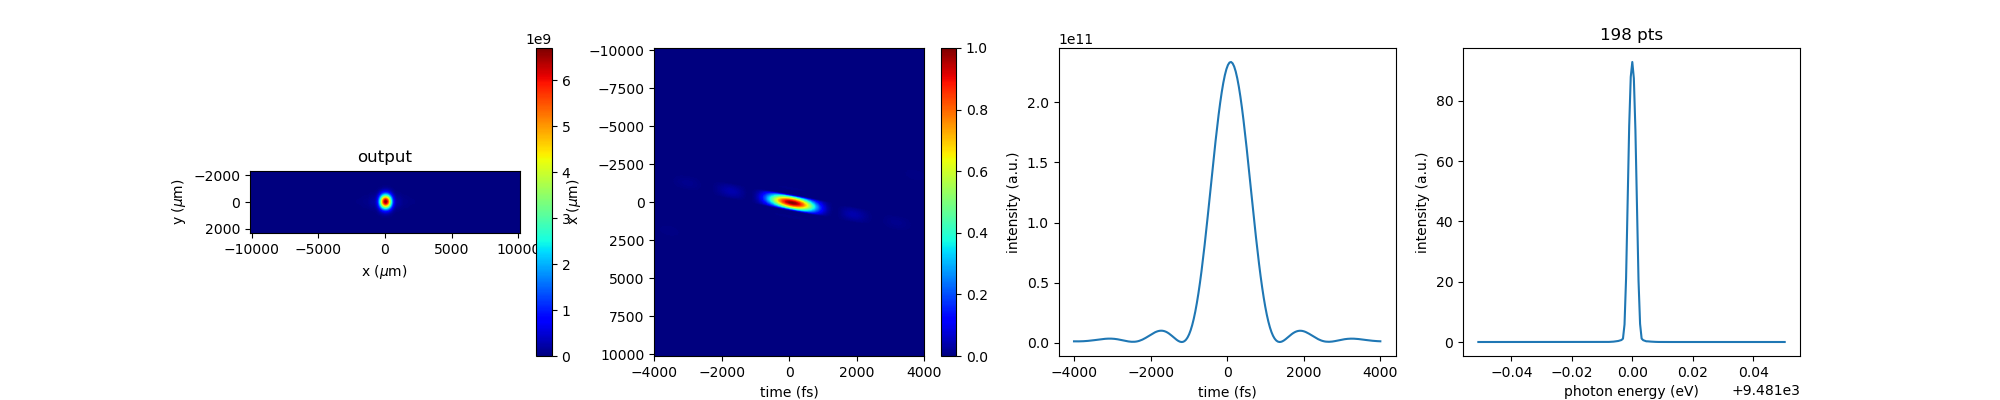 output
−2000
0
2000
y (μm)
−10000 −5000 0 5000 10000
x (μm)
1e9
6
5
4
3
2
1
0
x (μm)
−10000
−7500
−5000
−2500
0
2500
5000
7500
10000
−4000 −2000 0 2000 4000
time (fs)
1.0
0.8
0.6
0.4
0.2
0.0
1e11
intensity (a.u.)
2.0
1.5
1.0
0.5
0.0
−4000 −2000 0 2000 4000
time (fs)
198 pts
intensity (a.u.)
80
60
40
20
0
−0.04 −0.02 0.00 0.02 0.04
photon energy (eV)
+9.481e3